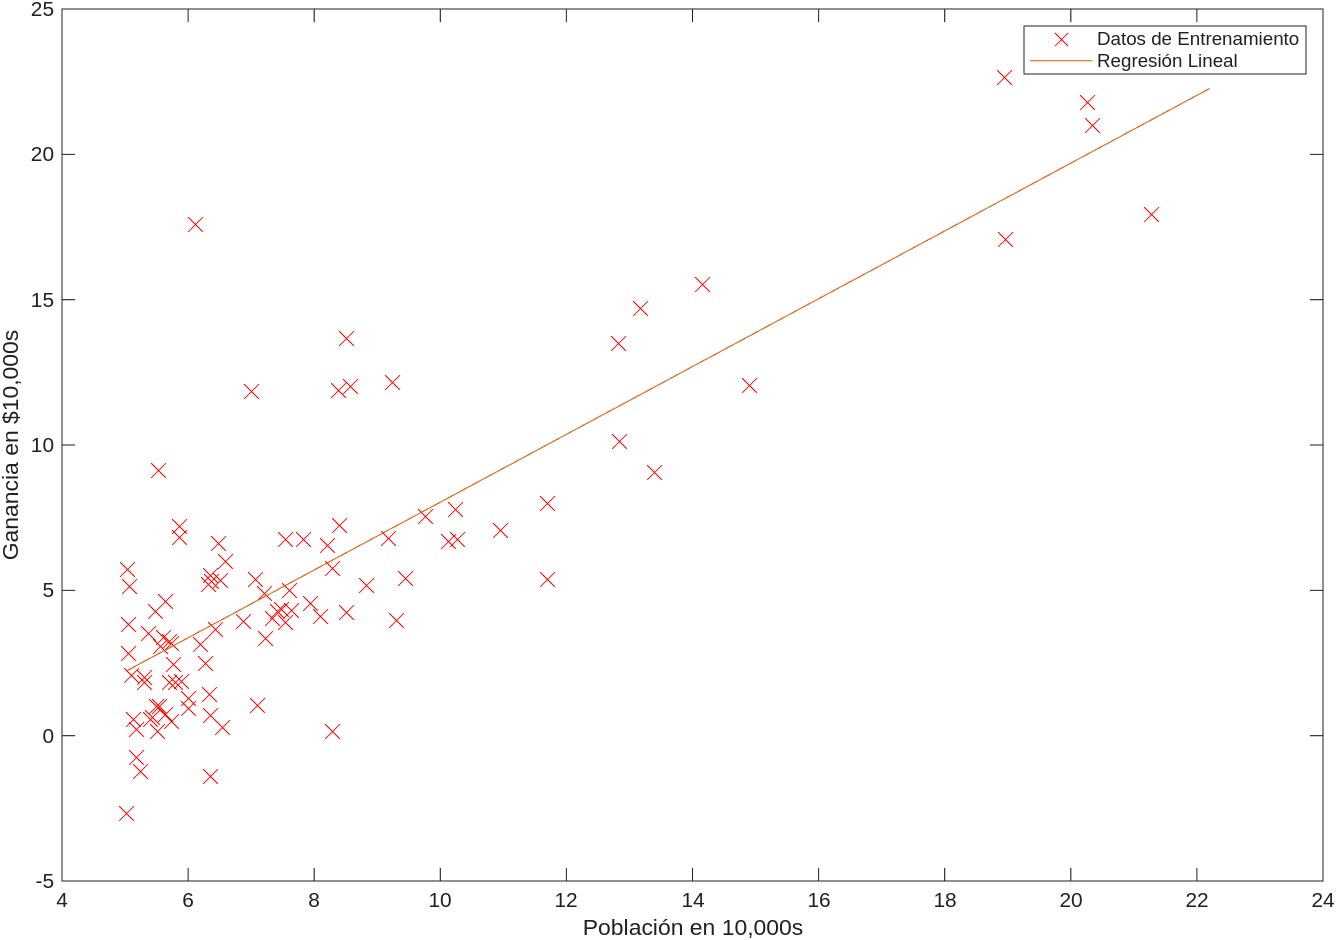 25
20
15
10
5
0
-5
4 6 8 10 12 14 16 18 20 22 24
Población en 10,000s
Ganancia en $10,000s
Datos de Entrenamiento
Regresión Lineal